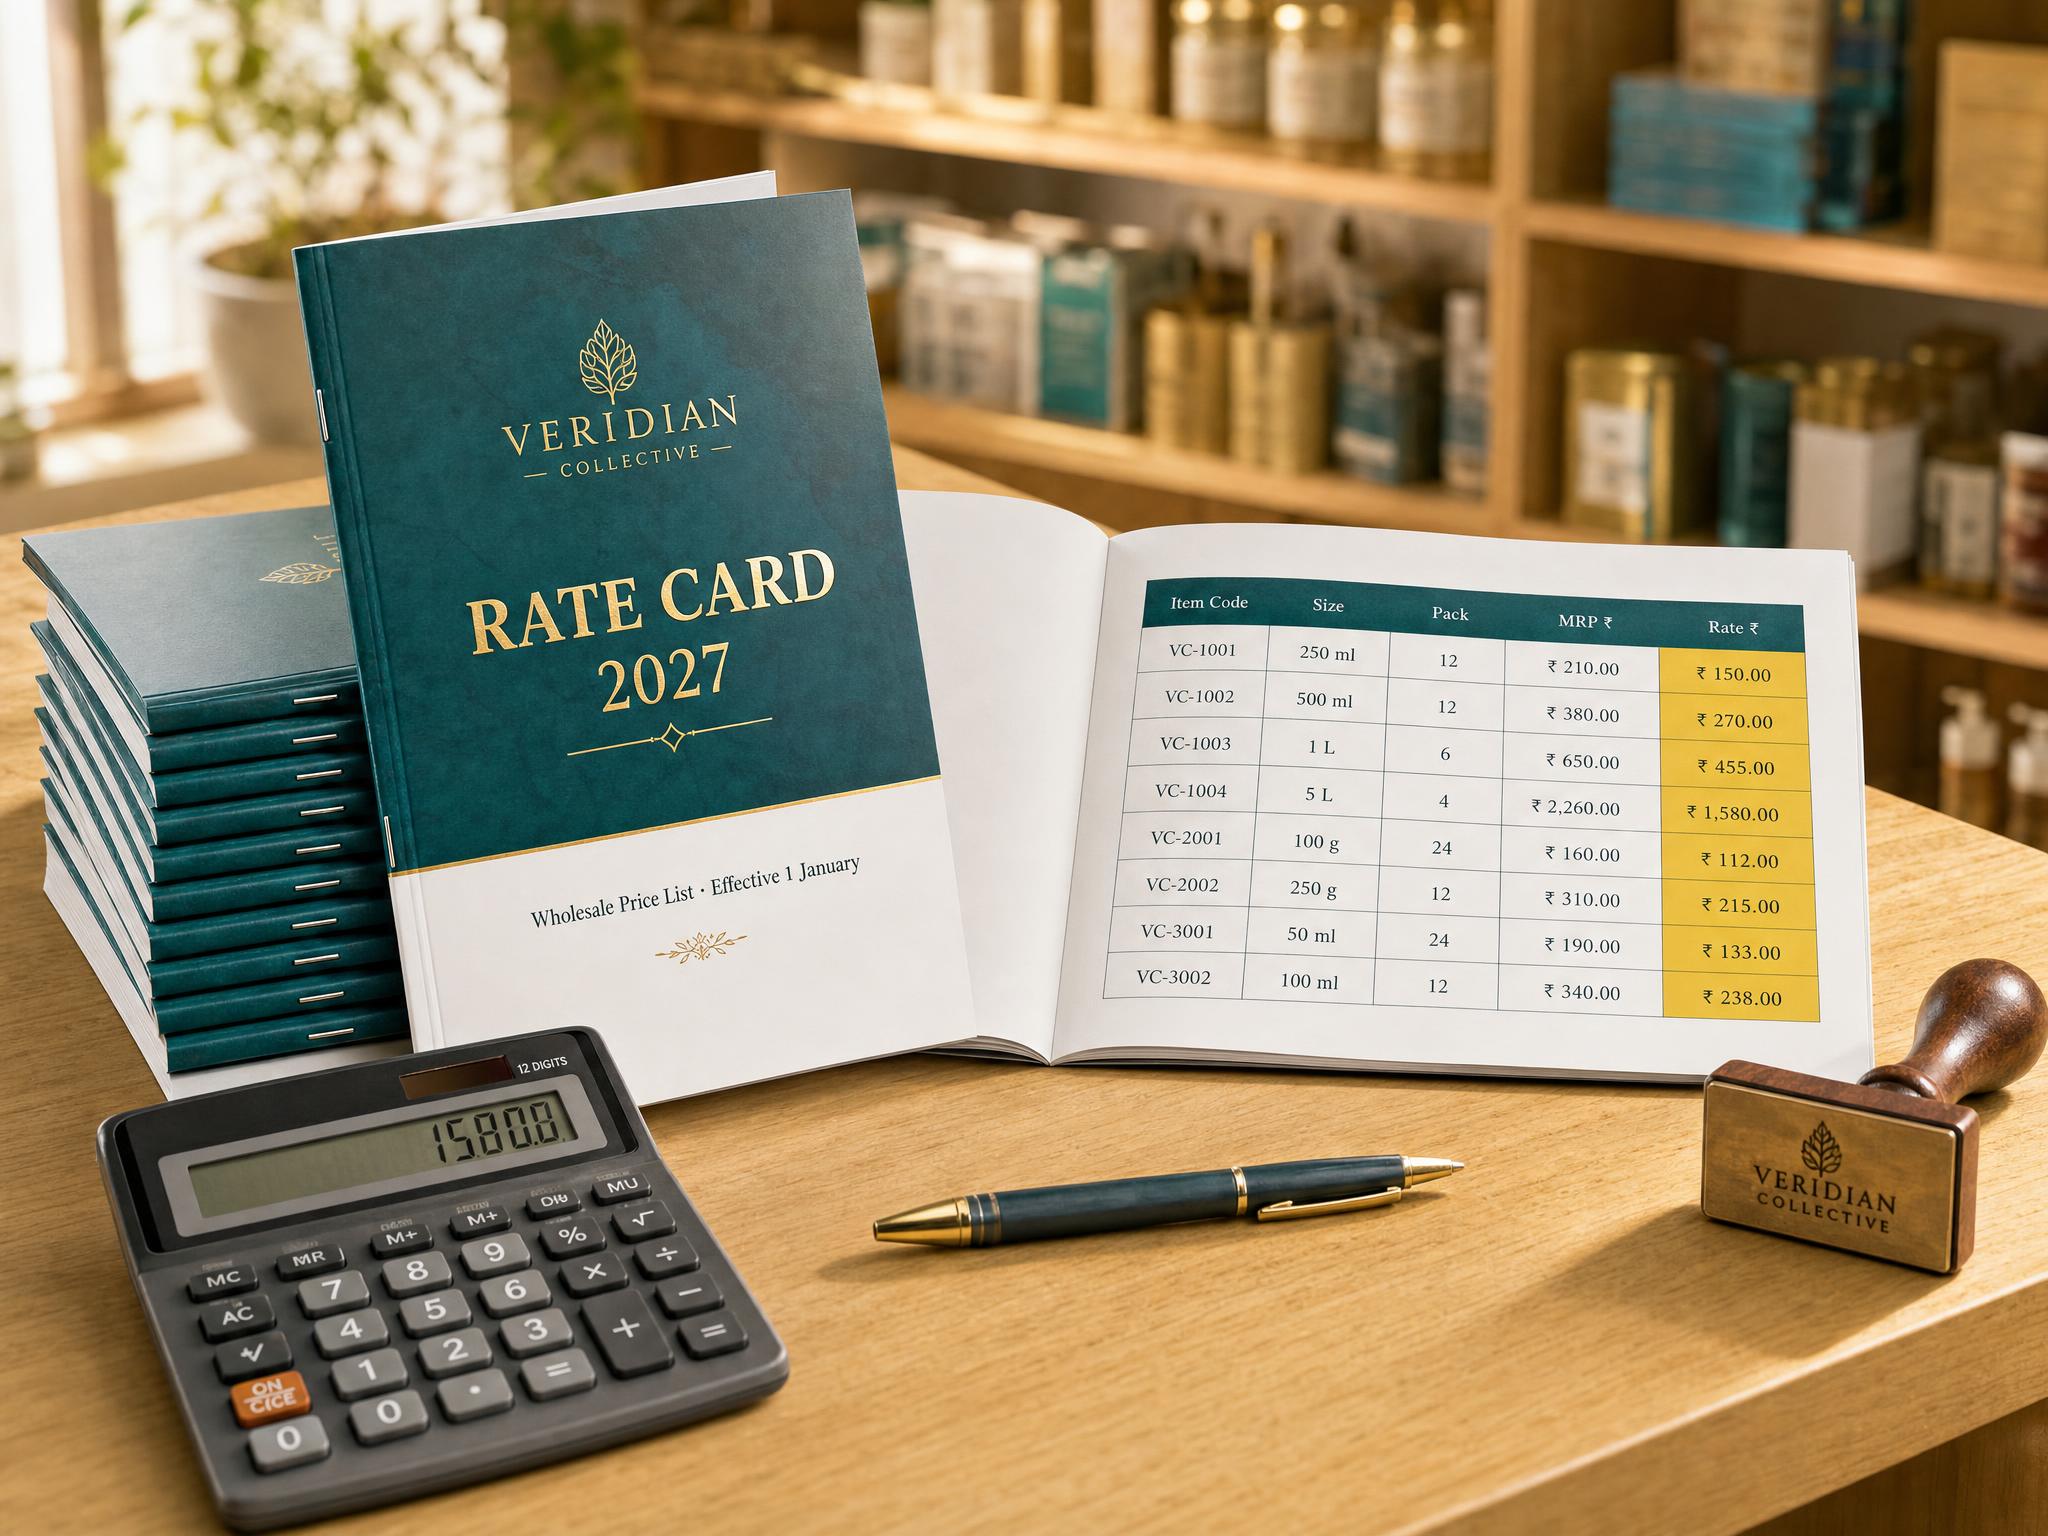 VERIDIAN
— COLLECTIVE —
RATE CARD
2027
Wholesale Price List · Effective 1 January
Item Code Size Pack MRP ₹ Rate ₹
VC-1001 250 ml 12 ₹ 210.00 ₹ 150.00
VC-1002 500 ml 12 ₹ 380.00 ₹ 270.00
VC-1003 1 L 6 ₹ 650.00 ₹ 455.00
VC-1004 5 L 4 ₹ 2,260.00 ₹ 1,580.00
VC-2001 100 g 24 ₹ 160.00 ₹ 112.00
VC-2002 250 g 12 ₹ 310.00 ₹ 215.00
VC-3001 50 ml 24 ₹ 190.00 ₹ 133.00
VC-3002 100 ml 12 ₹ 340.00 ₹ 238.00
12 DIGITS
1580.8.
MC MR M+ M+ MU
AC 7 8 9 % √
4 5 6 × ÷
1 2 3 + −
ON/C/CE 0 · = =
0
VERIDIAN
COLLECTIVE